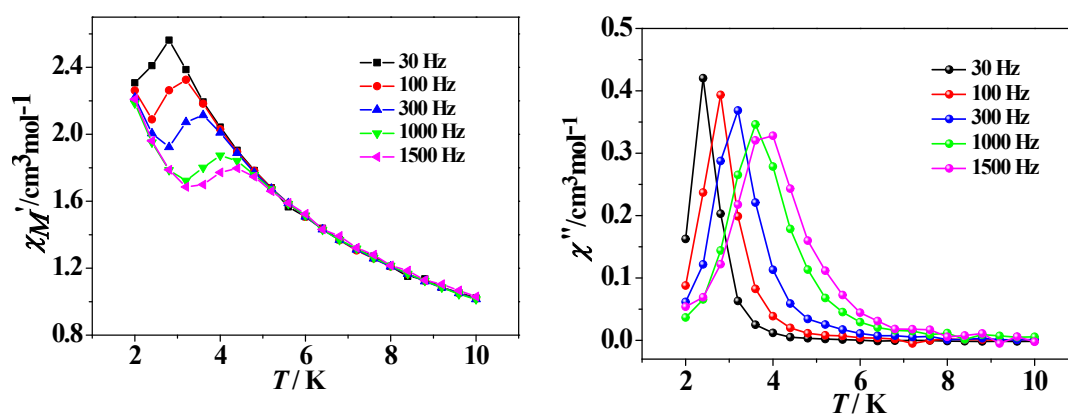 χM'/cm³mol⁻¹
2.4
2.0
1.6
1.2
0.8
30 Hz
100 Hz
300 Hz
1000 Hz
1500 Hz
2 4 6 8 10
T / K
χ''/cm³mol⁻¹
0.5
0.4
0.3
0.2
0.1
0.0
30 Hz
100 Hz
300 Hz
1000 Hz
1500 Hz
2 4 6 8 10
T / K